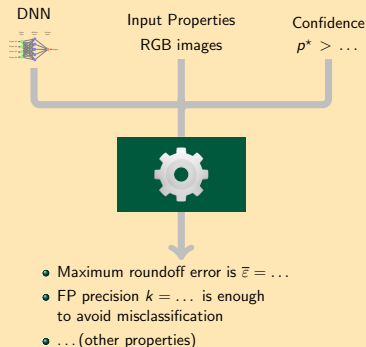 DNN
Input Properties
RGB images
Confidence
p* > ...
Maximum roundoff error is ε̅ = ...
FP precision k = ... is enough
to avoid misclassification
... (other properties)